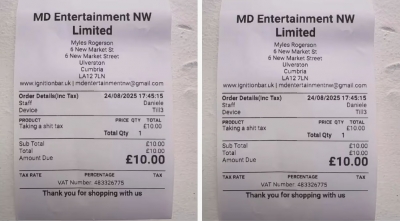 MD Entertainment NW
Limited
Myles Rogerson
6 New Market St
6 New Market Street
Ulverston
Cumbria
LA12 7LN
www.ignitionbar.uk | mdentertainmentnw@gmail.com
Order Details(Inc Tax) 24/08/2025 17:45:15
Staff Daniele
Device Till3
PRODUCT PRICE QTY TOTAL
Taking a shit tax £10.00
Total Qty 1
Sub Total £10.00
Total £10.00
Amount Due £10.00
TAX RATE PERCENTAGE TAX
VAT Number: 483326775
Thank you for shopping with us
MD Entertainment NW
Limited
Myles Rogerson
6 New Market St
6 New Market Street
Ulverston
Cumbria
LA12 7LN
www.ignitionbar.uk | mdentertainmentnw@gmail.com
Order Details(Inc Tax) 24/08/2025 17:45:15
Staff Daniele
Device Till3
PRODUCT PRICE QTY TOTAL
Taking a shit tax £10.00
Total Qty 1
Sub Total £10.00
Total £10.00
Amount Due £10.00
TAX RATE PERCENTAGE TAX
VAT Number: 483326775
Thank you for shopping with us